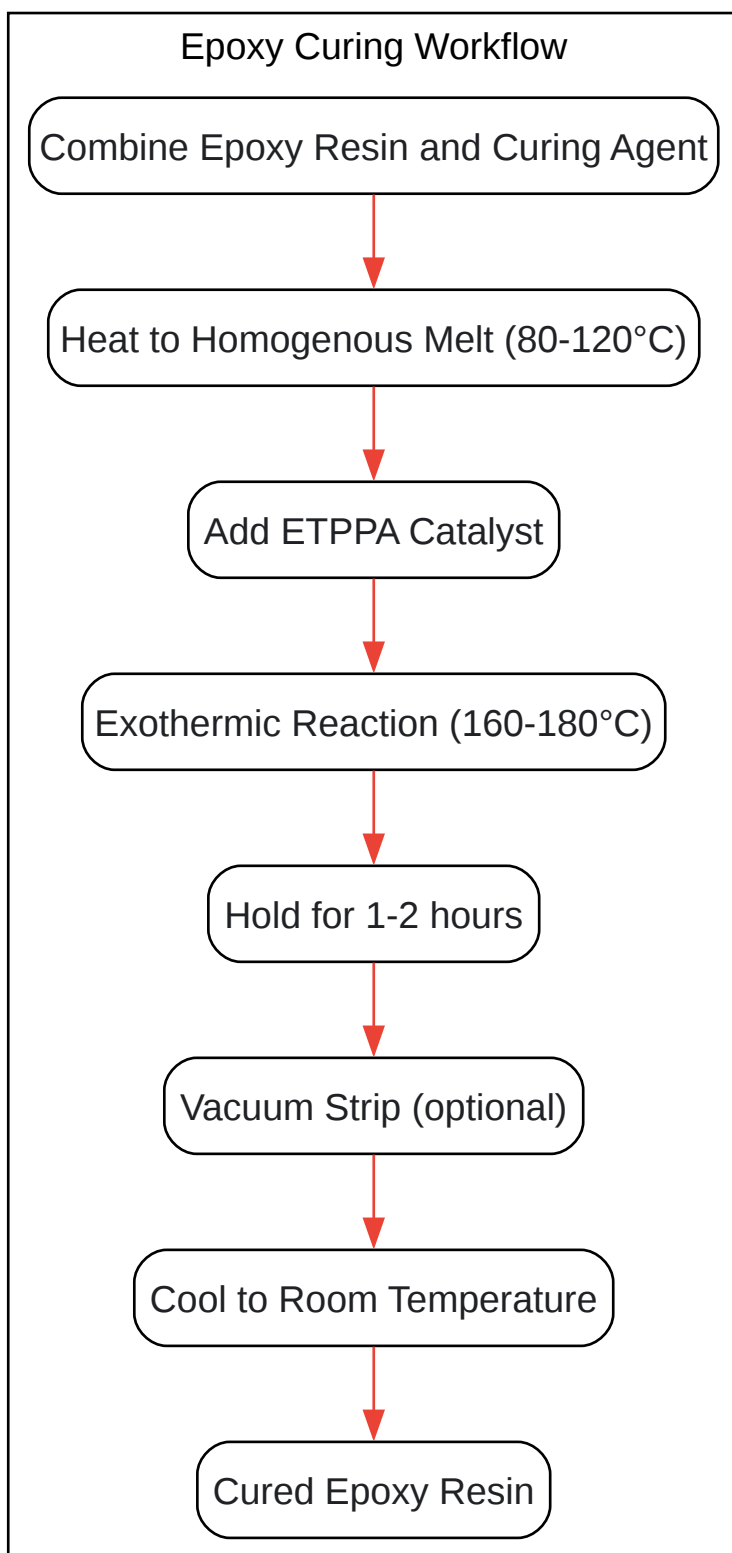 Epoxy Curing Workflow
Combine Epoxy Resin and Curing Agent
Heat to Homogenous Melt (80-120°C)
Add ETPPA Catalyst
Exothermic Reaction (160-180°C)
Hold for 1-2 hours
Vacuum Strip (optional)
Cool to Room Temperature
Cured Epoxy Resin